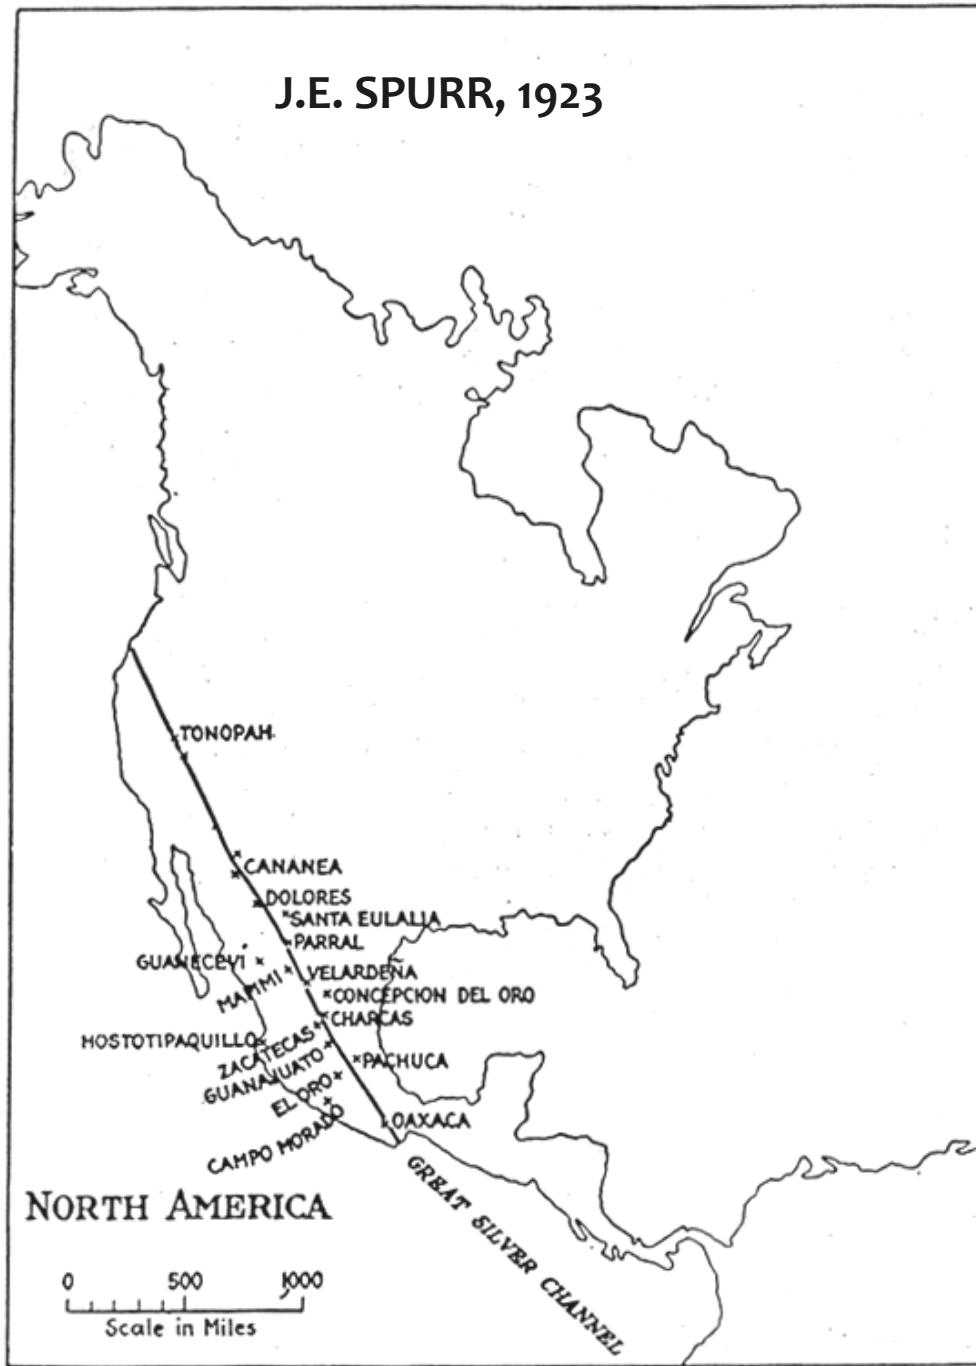 J.E. SPURR, 1923
TONOPAH
CANANEA
DOLORES
SANTA EULALIA
PARRAL
GUANECEVI
VELARDEÑA
MAPIMI
CONCEPCION DEL ORO
CHARCAS
HOSTOTIPAQUILLO
ZACATECAS
PACHUCA
GUANAJUATO
EL ORO
OAXACA
CAMPO MORADO
GREAT SILVER CHANNEL
NORTH AMERICA
0 500 1000
Scale in Miles